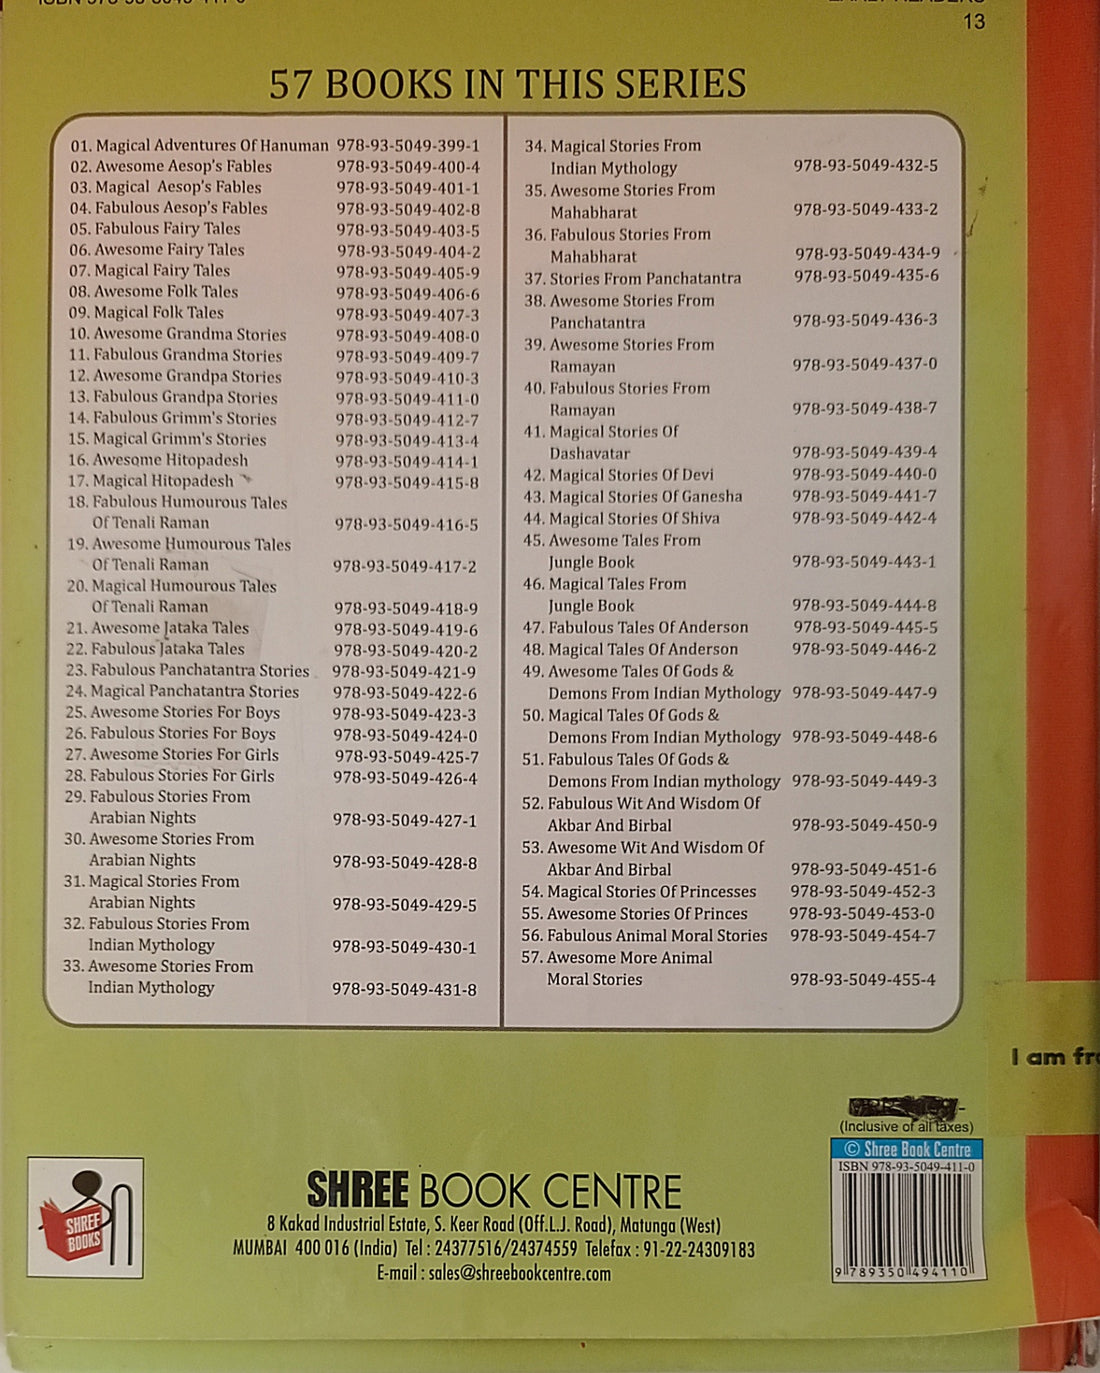 13
57 BOOKS IN THIS SERIES
01. Magical Adventures Of Hanuman 978-93-5049-399-1
02. Awesome Aesop's Fables 978-93-5049-400-4
03. Magical Aesop's Fables 978-93-5049-401-1
04. Fabulous Aesop's Fables 978-93-5049-402-8
05. Fabulous Fairy Tales 978-93-5049-403-5
06. Awesome Fairy Tales 978-93-5049-404-2
07. Magical Fairy Tales 978-93-5049-405-9
08. Awesome Folk Tales 978-93-5049-406-6
09. Magical Folk Tales 978-93-5049-407-3
10. Awesome Grandma Stories 978-93-5049-408-0
11. Fabulous Grandma Stories 978-93-5049-409-7
12. Awesome Grandpa Stories 978-93-5049-410-3
13. Fabulous Grandpa Stories 978-93-5049-411-0
14. Fabulous Grimm's Stories 978-93-5049-412-7
15. Magical Grimm's Stories 978-93-5049-413-4
16. Awesome Hitopadesh 978-93-5049-414-1
17. Magical Hitopadesh 978-93-5049-415-8
18. Fabulous Humourous Tales
Of Tenali Raman 978-93-5049-416-5
19. Awesome Humourous Tales
Of Tenali Raman 978-93-5049-417-2
20. Magical Humourous Tales
Of Tenali Raman 978-93-5049-418-9
21. Awesome Jataka Tales 978-93-5049-419-6
22. Fabulous Jataka Tales 978-93-5049-420-2
23. Fabulous Panchatantra Stories 978-93-5049-421-9
24. Magical Panchatantra Stories 978-93-5049-422-6
25. Awesome Stories For Boys 978-93-5049-423-3
26. Fabulous Stories For Boys 978-93-5049-424-0
27. Awesome Stories For Girls 978-93-5049-425-7
28. Fabulous Stories For Girls 978-93-5049-426-4
29. Fabulous Stories From
Arabian Nights 978-93-5049-427-1
30. Awesome Stories From
Arabian Nights 978-93-5049-428-8
31. Magical Stories From
Arabian Nights 978-93-5049-429-5
32. Fabulous Stories From
Indian Mythology 978-93-5049-430-1
33. Awesome Stories From
Indian Mythology 978-93-5049-431-8
34. Magical Stories From
Indian Mythology 978-93-5049-432-5
35. Awesome Stories From
Mahabharat 978-93-5049-433-2
36. Fabulous Stories From
Mahabharat 978-93-5049-434-9
37. Stories From Panchatantra 978-93-5049-435-6
38. Awesome Stories From
Panchatantra 978-93-5049-436-3
39. Awesome Stories From
Ramayan 978-93-5049-437-0
40. Fabulous Stories From
Ramayan 978-93-5049-438-7
41. Magical Stories Of
Dashavatar 978-93-5049-439-4
42. Magical Stories Of Devi 978-93-5049-440-0
43. Magical Stories Of Ganesha 978-93-5049-441-7
44. Magical Stories Of Shiva 978-93-5049-442-4
45. Awesome Tales From
Jungle Book 978-93-5049-443-1
46. Magical Tales From
Jungle Book 978-93-5049-444-8
47. Fabulous Tales Of Anderson 978-93-5049-445-5
48. Magical Tales Of Anderson 978-93-5049-446-2
49. Awesome Tales Of Gods &
Demons From Indian Mythology 978-93-5049-447-9
50. Magical Tales Of Gods &
Demons From Indian Mythology 978-93-5049-448-6
51. Fabulous Tales Of Gods &
Demons From Indian mythology 978-93-5049-449-3
52. Fabulous Wit And Wisdom Of
Akbar And Birbal 978-93-5049-450-9
53. Awesome Wit And Wisdom Of
Akbar And Birbal 978-93-5049-451-6
54. Magical Stories Of Princesses 978-93-5049-452-3
55. Awesome Stories Of Princes 978-93-5049-453-0
56. Fabulous Animal Moral Stories 978-93-5049-454-7
57. Awesome More Animal
Moral Stories 978-93-5049-455-4
I am
(Inclusive of all taxes)
© Shree Book Centre
ISBN 978-93-5049-411-0
9 789350 494110
SHREE BOOKS
SHREE BOOK CENTRE
8 Kakad Industrial Estate, S. Keer Road (Off.L.J. Road), Matunga (West)
MUMBAI 400 016 (India) Tel : 24377516/24374559 Telefax : 91-22-24309183
E-mail : sales@shreebookcentre.com